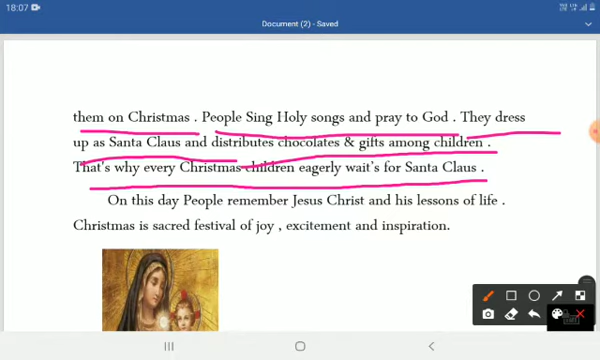 18:07
Document (2) - Saved
them on Christmas . People Sing Holy songs and pray to God . They dress
up as Santa Claus and distributes chocolates & gifts among children .
That's why every Christmas children eagerly wait's for Santa Claus .
On this day People remember Jesus Christ and his lessons of life .
Christmas is sacred festival of joy , excitement and inspiration.